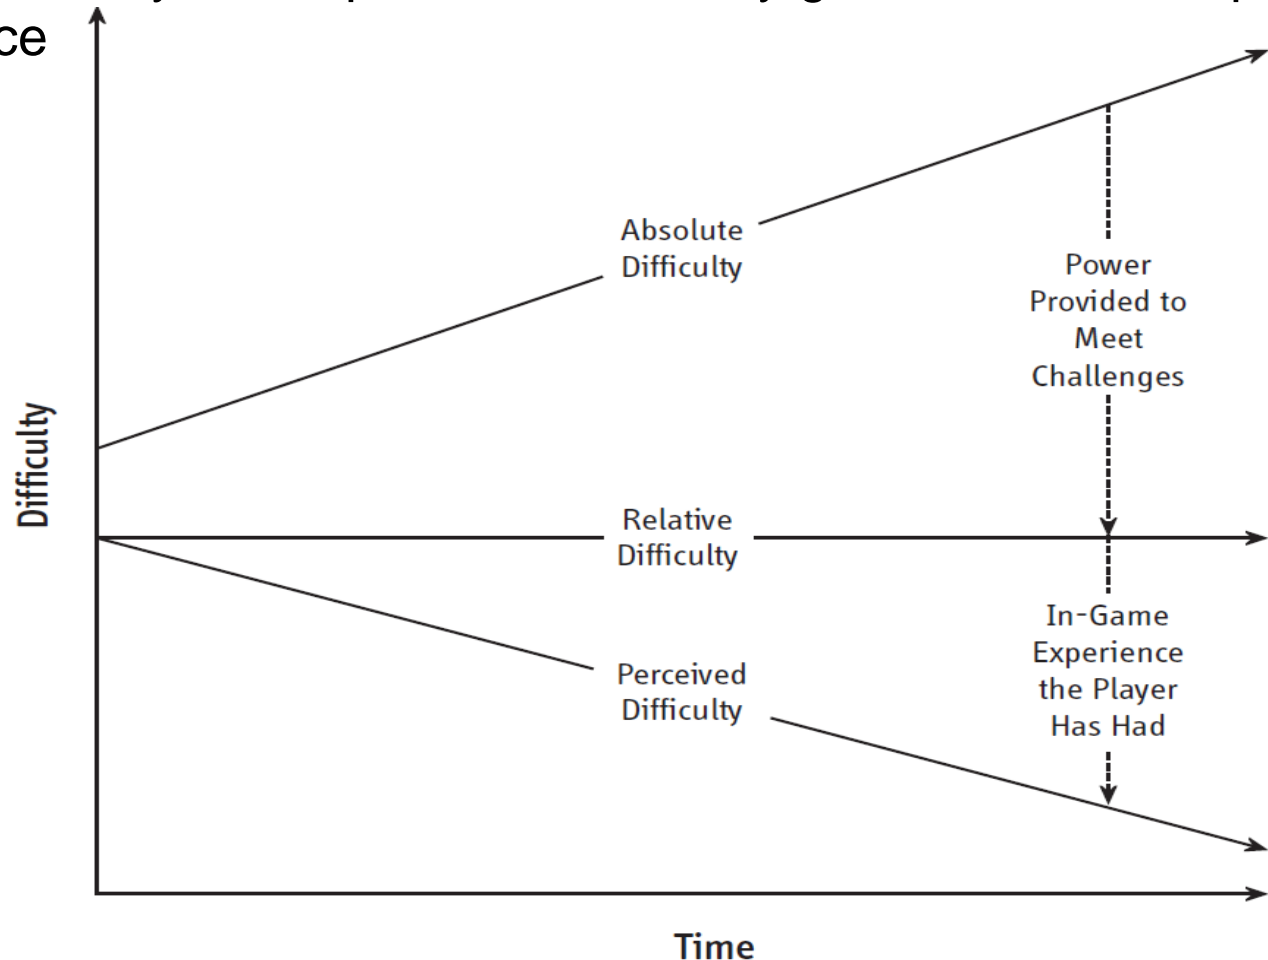 ce
Absolute
Difficulty
Power
Provided to
Meet
Challenges
Difficulty
Relative
Difficulty
In-Game
Experience
the Player
Has Had
Perceived
Difficulty
Time